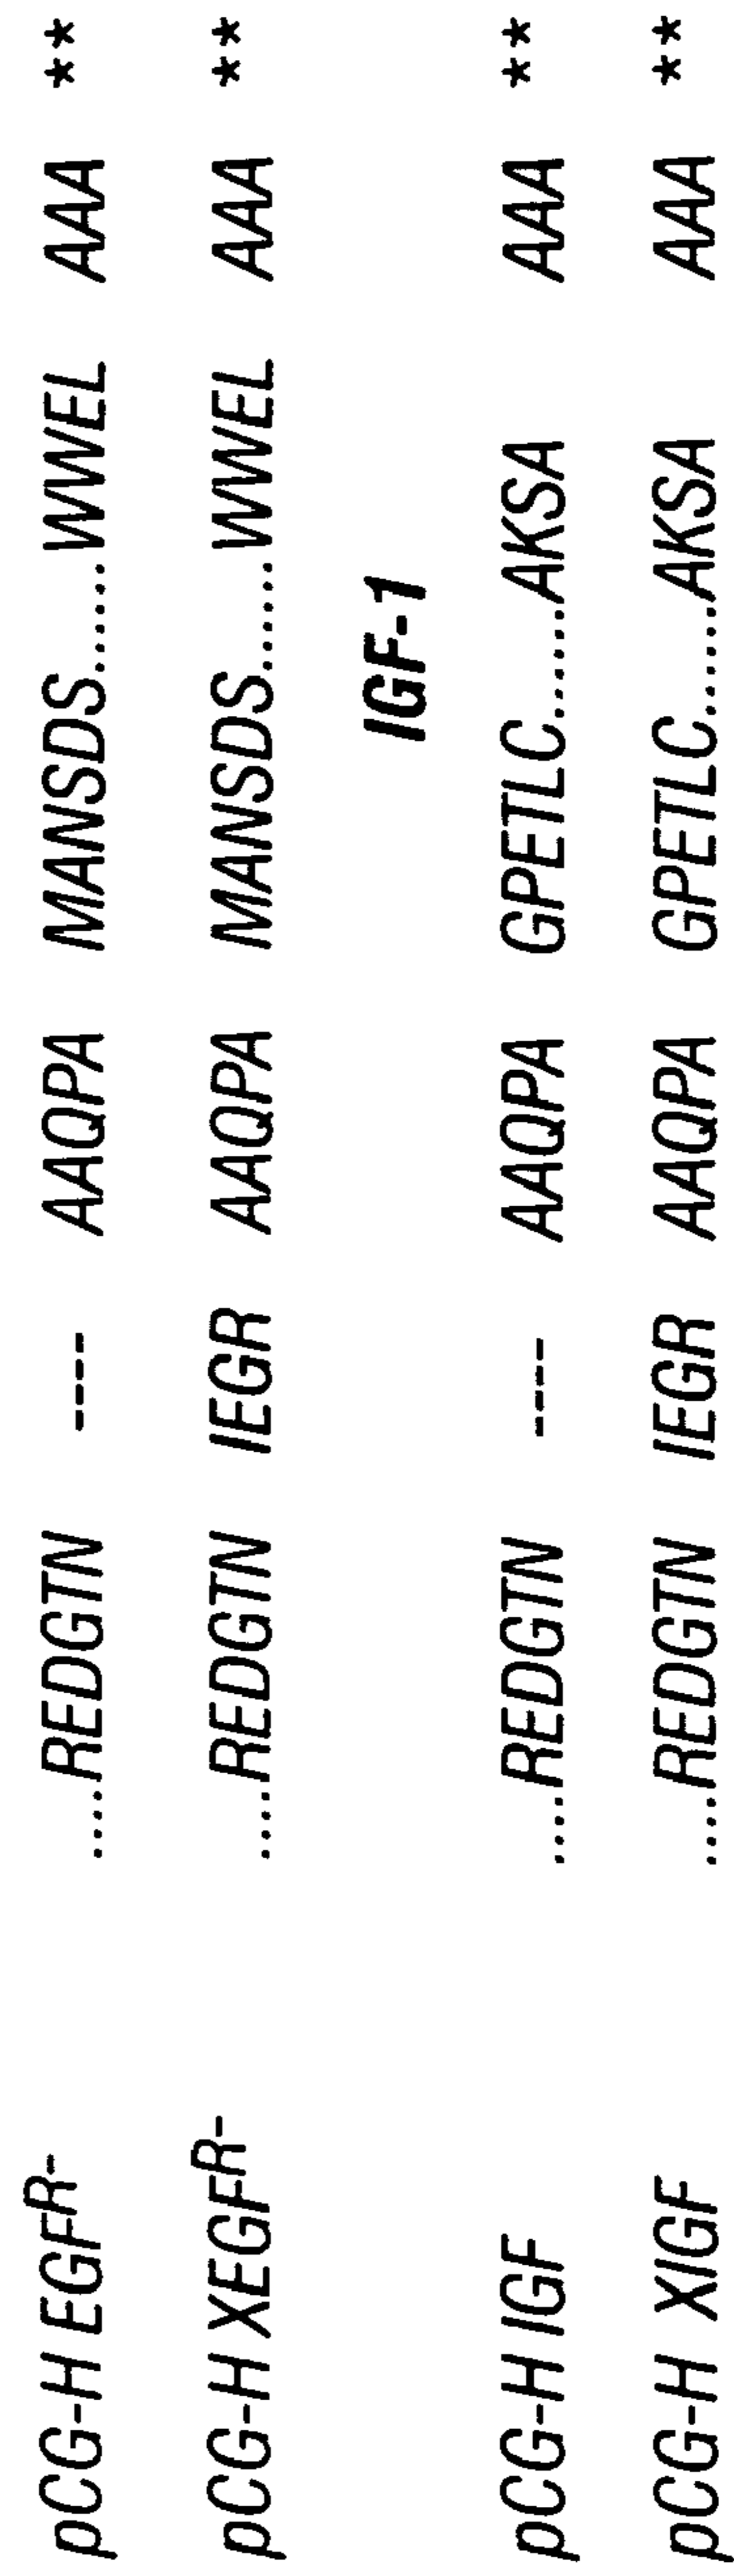 pCG-H EGFR- ....REDGTN ---- AAQPA MANSDS......WWEL AAA **
pCG-H XEGFR- ....REDGTN IEGR AAQPA MANSDS......WWEL AAA **
IGF-1
pCG-H IGF ....REDGTN ---- AAQPA GPETLC......AKSA AAA **
pCG-H XIGF ....REDGTN IEGR AAQPA GPETLC......AKSA AAA **